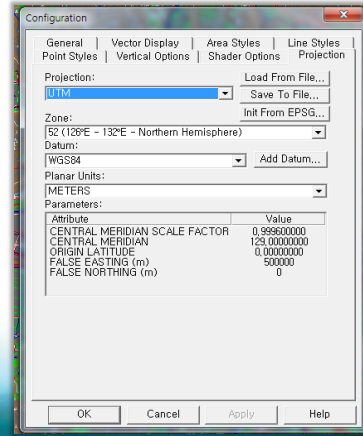 Configuration
General Vector Display Area Styles Line Styles
Point Styles Vertical Options Shader Options Projection
Projection: Load From File...
UTM Save To File...
Init From EPSG...
Zone:
52 (126°E - 132°E - Northern Hemisphere)
Datum:
WGS84 Add Datum...
Planar Units:
METERS
Parameters:
Attribute Value
CENTRAL MERIDIAN SCALE FACTOR 0,999600000
CENTRAL MERIDIAN 129,00000000
ORIGIN LATITUDE 0,00000000
FALSE EASTING (m) 500000
FALSE NORTHING (m) 0
OK Cancel Apply Help